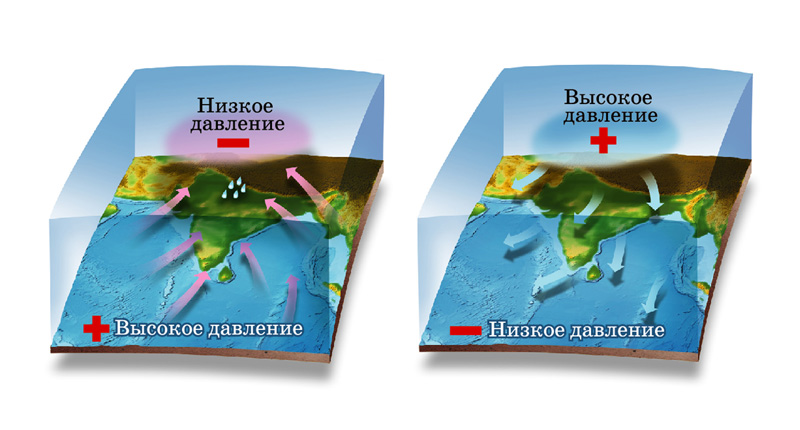 Низкое
давление
Высокое давление
Высокое
давление
Низкое давление